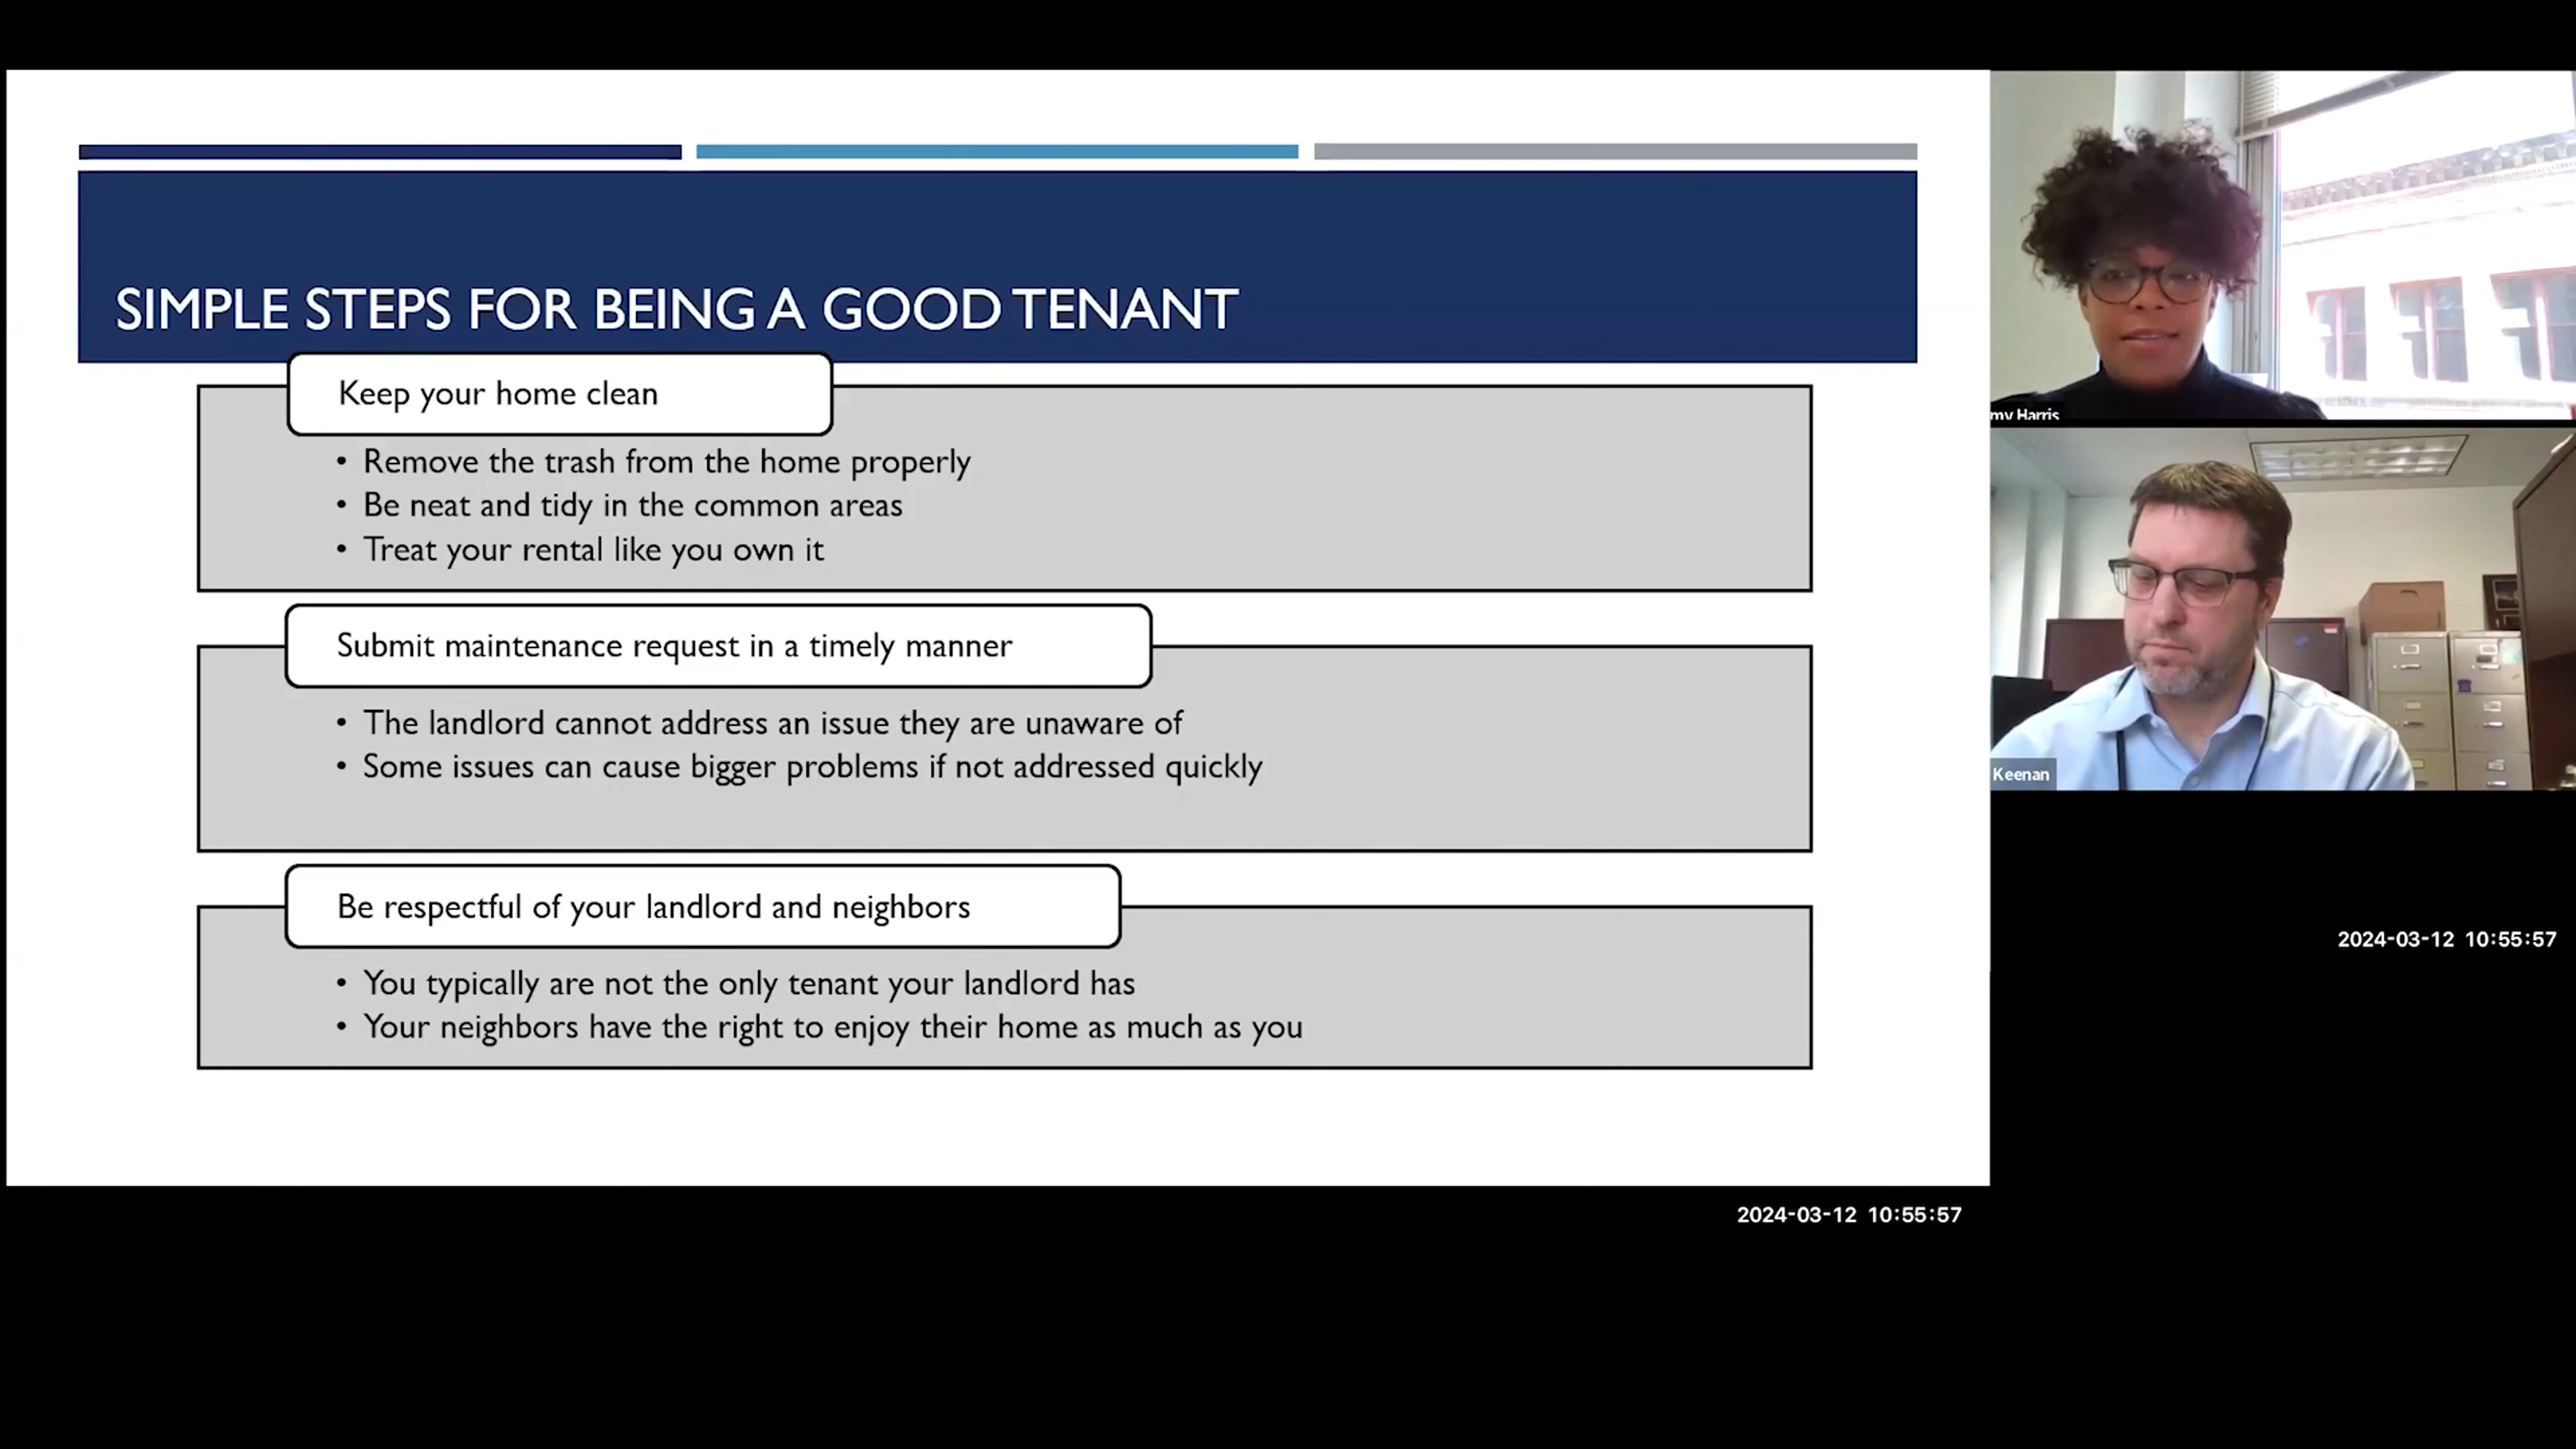 SIMPLE STEPS FOR BEING A GOOD TENANT
Keep your home clean
• Remove the trash from the home properly
• Be neat and tidy in the common areas
• Treat your rental like you own it
Submit maintenance request in a timely manner
• The landlord cannot address an issue they are unaware of
• Some issues can cause bigger problems if not addressed quickly
Be respectful of your landlord and neighbors
• You typically are not the only tenant your landlord has
• Your neighbors have the right to enjoy their home as much as you
my Harris
Keenan
2024-03-12 10:55:57
2024-03-12 10:55:57